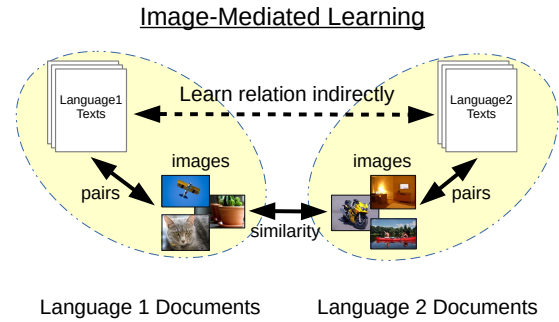 Image-Mediated Learning
Language1
Texts
Learn relation indirectly
Language2
Texts
images
images
pairs
pairs
similarity
Language 1 Documents
Language 2 Documents